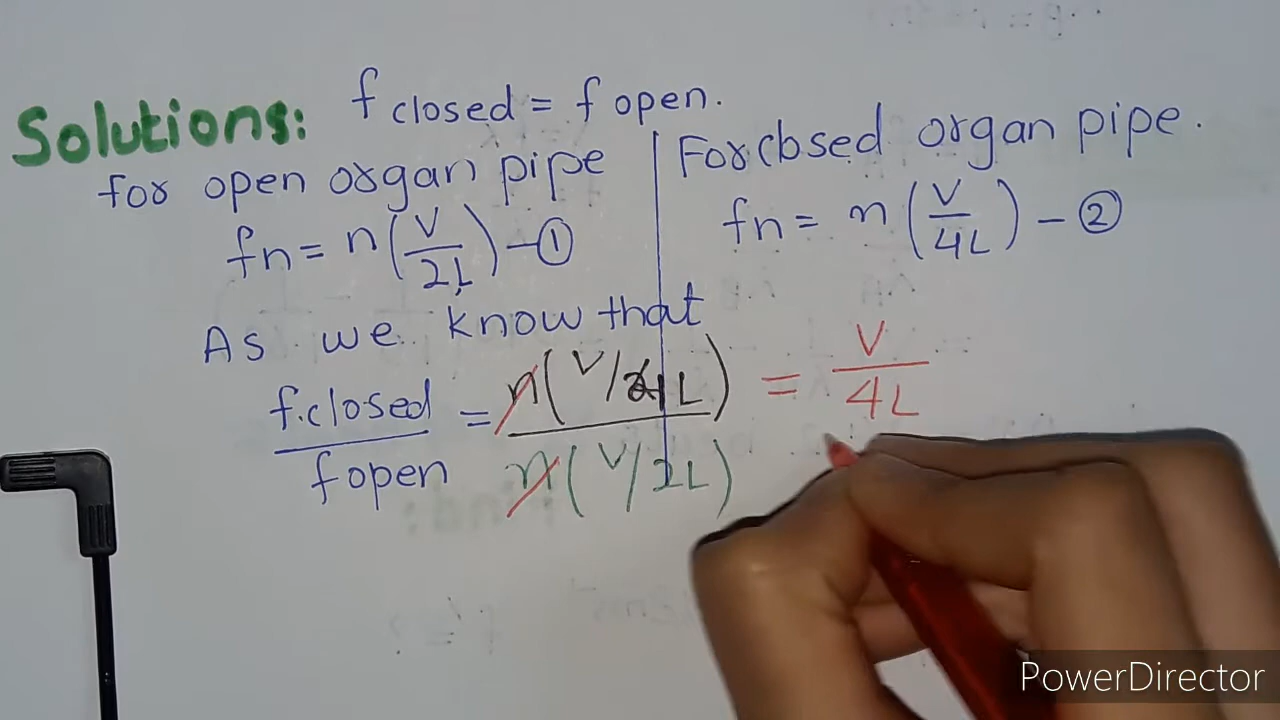 Solutions: f closed = f open.
for open organ pipe
fn = n(V/2L) - ①
For closed organ pipe.
fn = n(V/4L) - ②
As we know that
f.closed / f open = n(V/4L) / n(V/2L) = V / 4L
PowerDirector